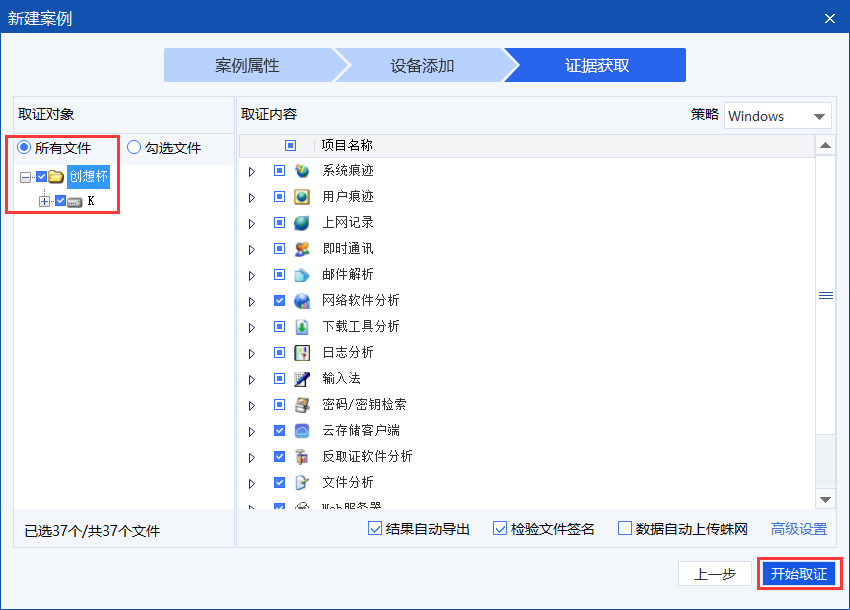 新建案例
案例属性
设备添加
证据获取
取证对象
取证内容
策略 Windows
所有文件 勾选文件
项目名称
创想杯
K
系统痕迹
用户痕迹
上网记录
即时通讯
邮件解析
网络软件分析
下载工具分析
日志分析
输入法
密码/密钥检索
云存储客户端
反取证软件分析
文件分析
Web服务器
已选37个/共37个文件
结果自动导出
检验文件签名
数据自动上传蛛网
高级设置
上一步
开始取证